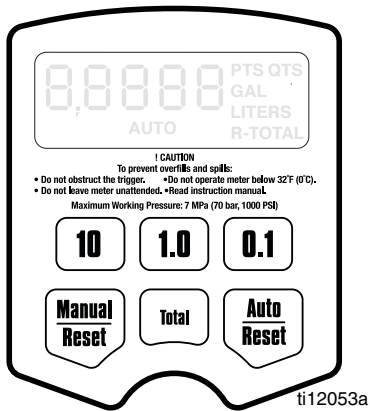 8,8888 PTS QTS
GAL
LITERS
AUTO R-TOTAL
! CAUTION
To prevent overfills and spills:
• Do not obstruct the trigger. •Do not operate meter below 32°F (0°C).
• Do not leave meter unattended. •Read instruction manual.
Maximum Working Pressure: 7 MPa (70 bar, 1000 PSI)
10 1.0 0.1
Manual
Reset
Total
Auto
Reset
ti12053a